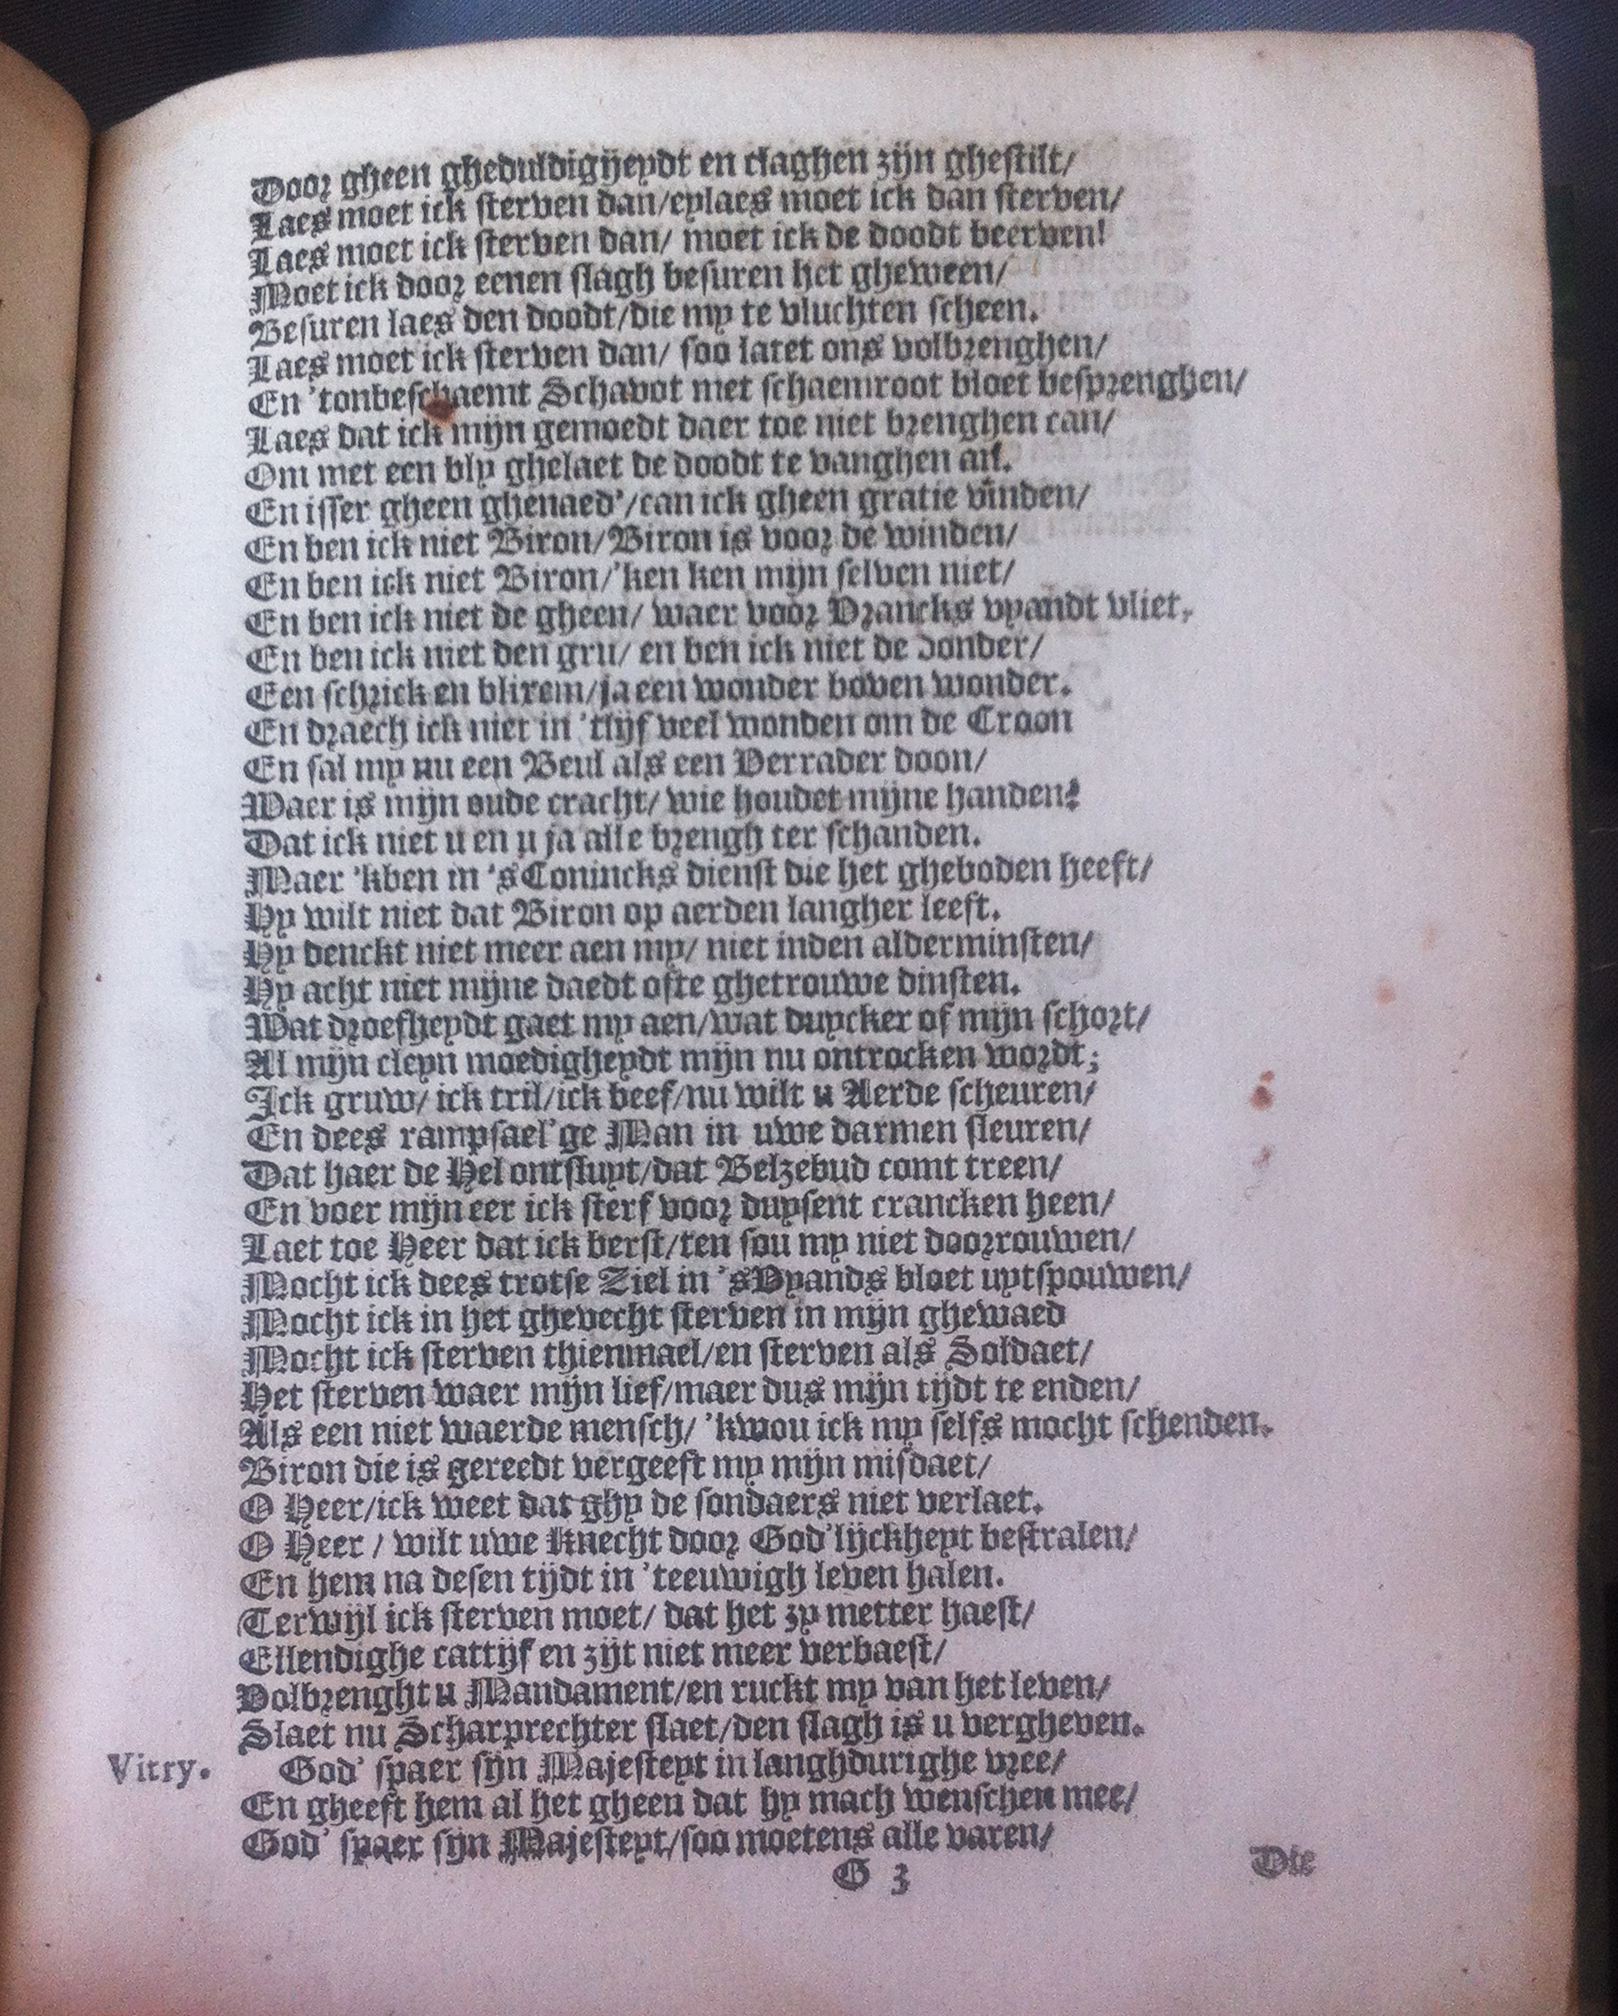 Door gheen gheduldigheydt en claghen zijn ghestilt/
Laes moet ick sterven dan/eylaes moet ick dan sterven/
Laes moet ick sterven dan/ moet ick de doodt beerven!
Moet ick door eenen slagh besuren het gheween/
Besuren laes den doodt/die my te vluchten scheen.
Laes moet ick sterven dan/ soo latet ons volbrenghen/
En 'tonbeschaemt Schavot met schaemroot bloet besprenghen/
Laes dat ick mijn gemoedt daer toe niet brenghen can/
Om met een bly ghelaet de doodt te vanghen an.
En isser gheen ghenaed'/can ick gheen gratie vinden/
En ben ick niet Biron/Biron is voor de winden/
En ben ick niet Biron/'ken ken mijn selven niet/
En ben ick niet de gheen/ waer voor Vrancks vyandt vliet,
En ben ick niet den gru/ en ben ick niet de donder/
Een schrick en blixem/ja een wonder boven wonder.
En draech ick niet in 'tlijf veel wonden om de Croon
En sal my nu een Beul als een Verrader doon/
Waer is mijn oude cracht/ wie houdet mijne handen?
Dat ick niet u en u ja alle brengh ter schanden.
Maer 'kben in 'sConincks dienst die het gheboden heeft/
Hy wilt niet dat Biron op aerden langher leeft.
Hy denckt niet meer aen my/ niet inden alderminsten/
Hy acht niet mijne daedt ofte ghetrouwe dinsten.
Wat droefheydt gaet my aen/wat duycker of mijn schort/
Al mijn cleyn moedigheydt mijn nu ontrocken wordt;
Ick gruw/ ick tril/ick beef/nu wilt u Aerde scheuren/
En dees rampsael'ge Man in uwe darmen sleuren/
Dat haer de Hel ontsluyt/dat Belzebud comt treen/
En voer mijn eer ick sterf voor duysent crancken heen/
Laet toe Heer dat ick berst/ten sou my niet doorrouwen/
Mocht ick dees trotse Ziel in 'sVyands bloet uytspouwen/
Mocht ick in het ghevecht sterven in mijn ghewaed
Mocht ick sterven thienmael/en sterven als Soldaet/
Het sterven waer mijn lief/maer dus mijn tijdt te enden/
Als een niet waerde mensch/ 'kwou ick my selfs mocht schenden.
Biron die is gereedt vergeeft my mijn misdaet/
O Heer/ick weet dat ghy de sondaers niet verlaet.
O Heer / wilt uwe Knecht door God'lijckheyt bestralen/
En hem na desen tijdt in 'teeuwigh leven halen.
Terwijl ick sterven moet/ dat het zy metter haest/
Ellendighe cattijf en zijt niet meer verbaest/
Volbrenght u Mandament/en ruckt my van het leven/
Slaet nu Scharprechter slaet/den slagh is u vergheven.
Vitry. God' spaer sijn Majesteyt in langhdurighe vree/
En gheeft hem al het gheen dat hy mach wenschen mee/
God' spaer sijn Majesteyt/soo moetens alle varen/
G 3 Die